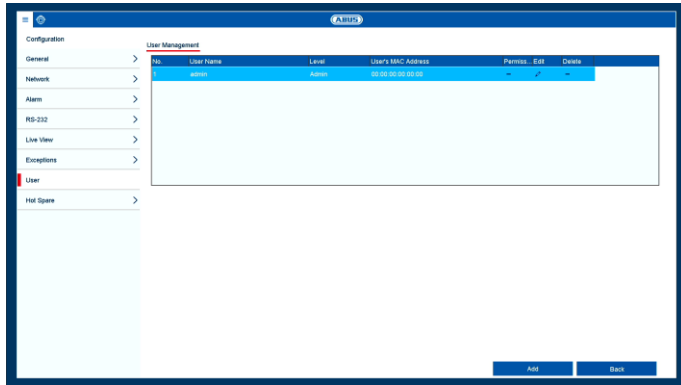 ABUS
Configuration
User Management
General
Network
Alarm
RS-232
Live View
Exceptions
User
Hot Spare
No. User Name Level User's MAC Address Permiss... Edit Delete
1 admin Admin 00:00:00:00:00:00 – –
Add Back